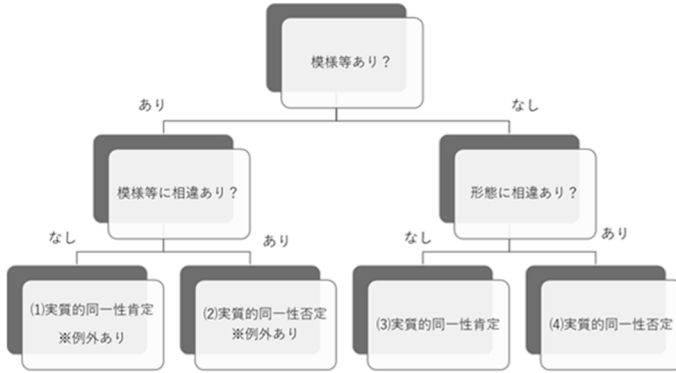 模様等あり？
あり
なし
模様等に相違あり？
形態に相違あり？
なし
あり
なし
あり
(1)実質的同一性肯定
※例外あり
(2)実質的同一性否定
※例外あり
(3)実質的同一性肯定
(4)実質的同一性否定